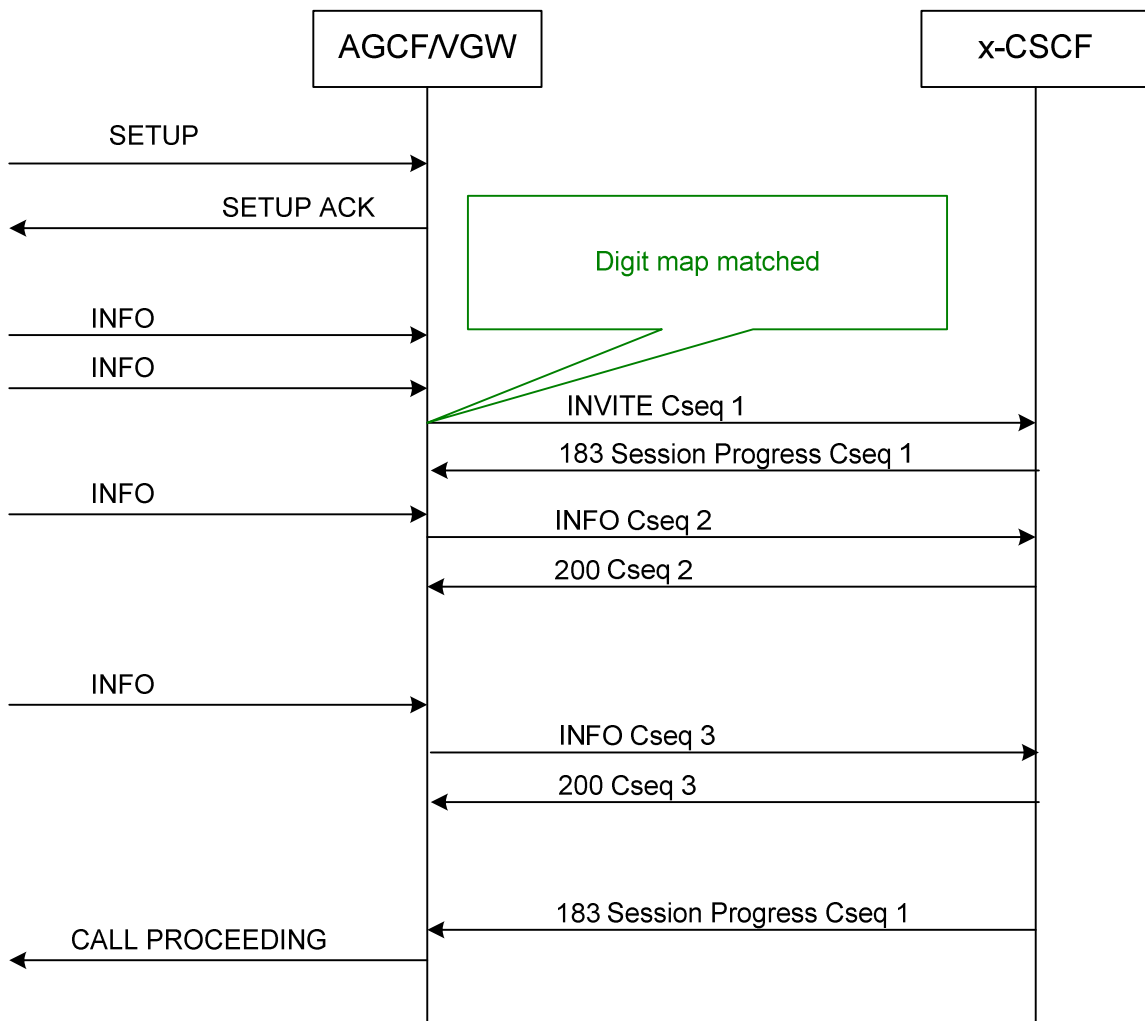 AGCF/VGW
x-CSCF
SETUP
SETUP ACK
Digit map matched
INFO
INFO
INVITE Cseq 1
183 Session Progress Cseq 1
INFO
INFO Cseq 2
200 Cseq 2
INFO
INFO Cseq 3
200 Cseq 3
183 Session Progress Cseq 1
CALL PROCEEDING